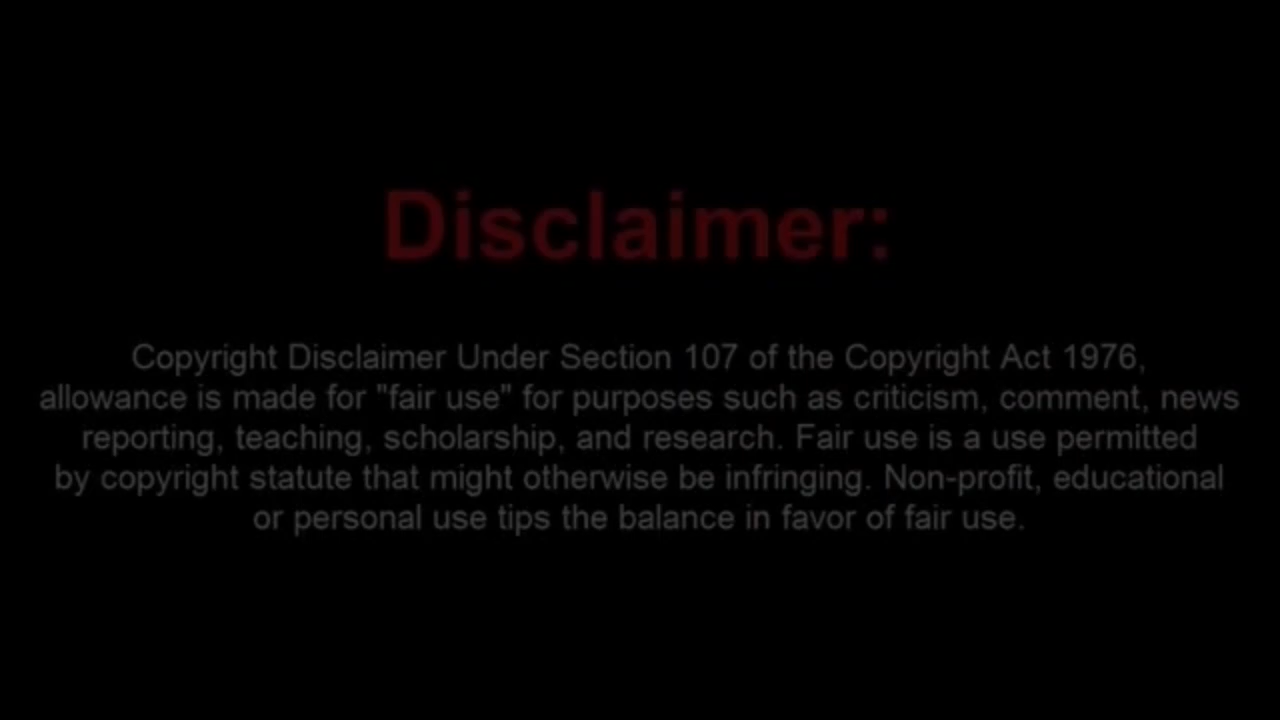 Disclaimer:
Copyright Disclaimer Under Section 107 of the Copyright Act 1976,
allowance is made for "fair use" for purposes such as criticism, comment, news
reporting, teaching, scholarship, and research. Fair use is a use permitted
by copyright statute that might otherwise be infringing. Non-profit, educational
or personal use tips the balance in favor of fair use.